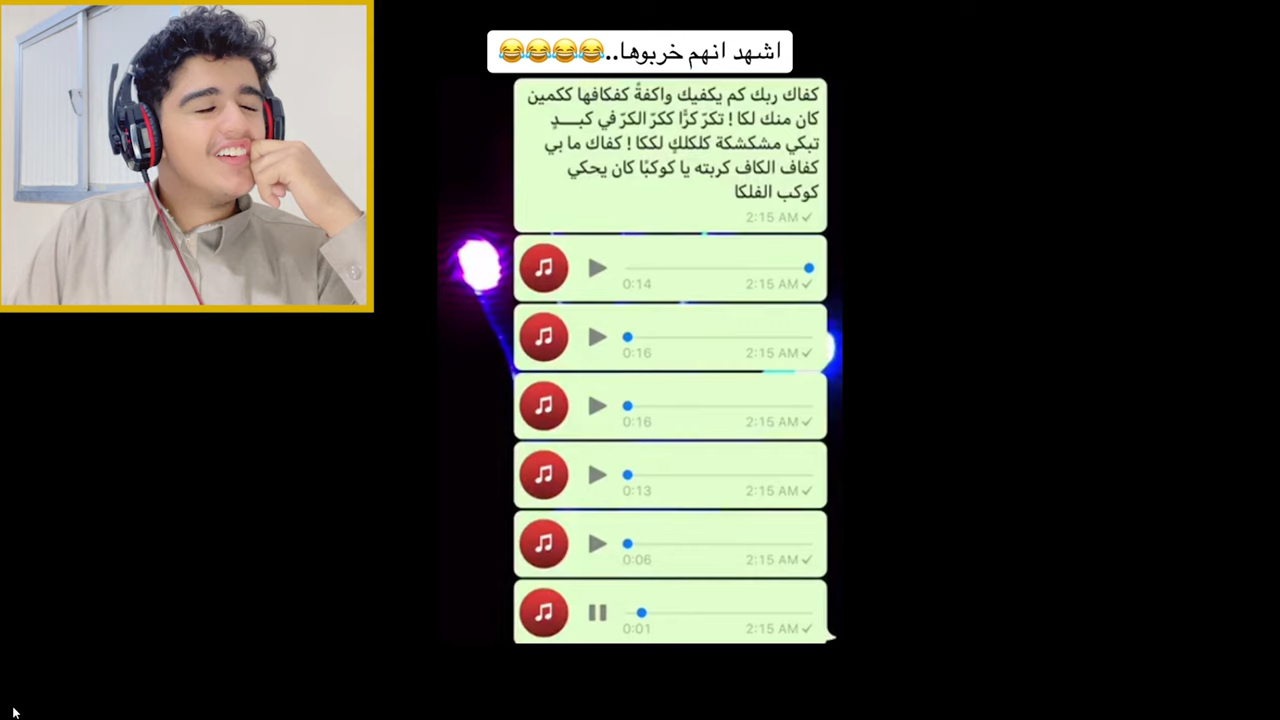 اشهد انهم خربوها..😂😂😂😂
كفاك ربك كم يكفيك واكفةً كفكافها ككمين
كان منك لكا ! تكرّ كرًّا ككرّ الكرّ في كبـــدٍ
تبكي مشكشكة كلكلكٍ لككا ! كفاك ما بي
كفاف الكاف كربته يا كوكبًا كان يحكي
كوكب الفلكا
2:15 AM ✓
0:14 2:15 AM ✓
0:16 2:15 AM ✓
0:16 2:15 AM ✓
0:13 2:15 AM ✓
0:06 2:15 AM ✓
0:01 2:15 AM ✓